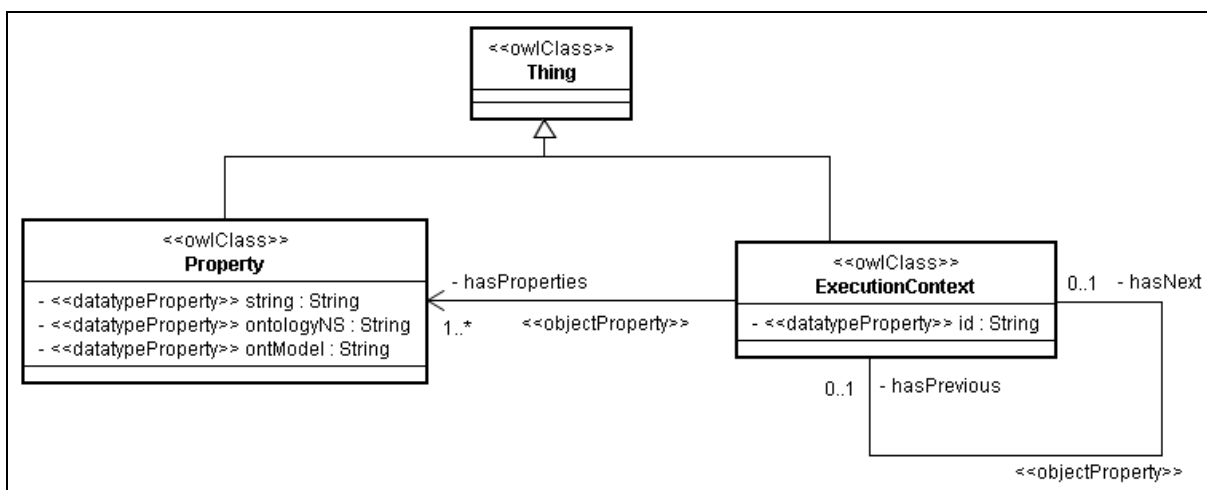 <<owlClass>>
Thing
<<owlClass>>
Property
- <<datatypeProperty>> string : String
- <<datatypeProperty>> ontologyNS : String
- <<datatypeProperty>> ontModel : String
- hasProperties
1..*
<<objectProperty>>
<<owlClass>>
ExecutionContext
- <<datatypeProperty>> id : String
0..1
- hasNext
0..1
- hasPrevious
<<objectProperty>>